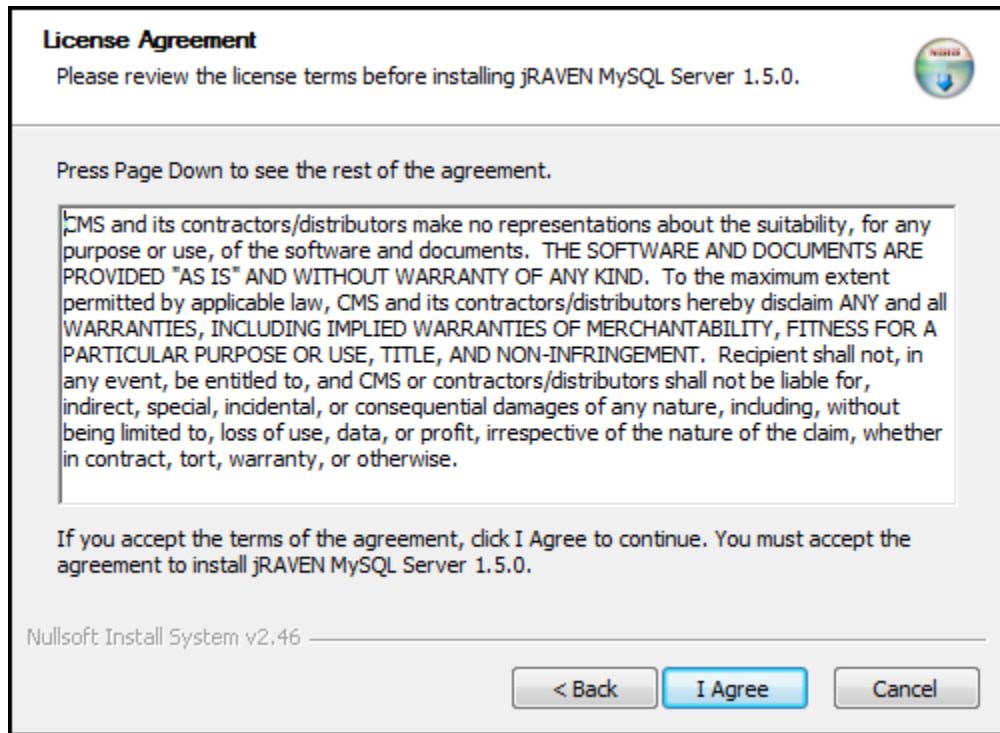 License Agreement
Please review the license terms before installing jRAVEN MySQL Server 1.5.0.
Press Page Down to see the rest of the agreement.
CMS and its contractors/distributors make no representations about the suitability, for any
purpose or use, of the software and documents.  THE SOFTWARE AND DOCUMENTS ARE
PROVIDED "AS IS" AND WITHOUT WARRANTY OF ANY KIND.  To the maximum extent
permitted by applicable law, CMS and its contractors/distributors hereby disclaim ANY and all
WARRANTIES, INCLUDING IMPLIED WARRANTIES OF MERCHANTABILITY, FITNESS FOR A
PARTICULAR PURPOSE OR USE, TITLE, AND NON-INFRINGEMENT.  Recipient shall not, in
any event, be entitled to, and CMS or contractors/distributors shall not be liable for,
indirect, special, incidental, or consequential damages of any nature, including, without
being limited to, loss of use, data, or profit, irrespective of the nature of the claim, whether
in contract, tort, warranty, or otherwise.
If you accept the terms of the agreement, click I Agree to continue. You must accept the
agreement to install jRAVEN MySQL Server 1.5.0.
Nullsoft Install System v2.46
< Back
I Agree
Cancel